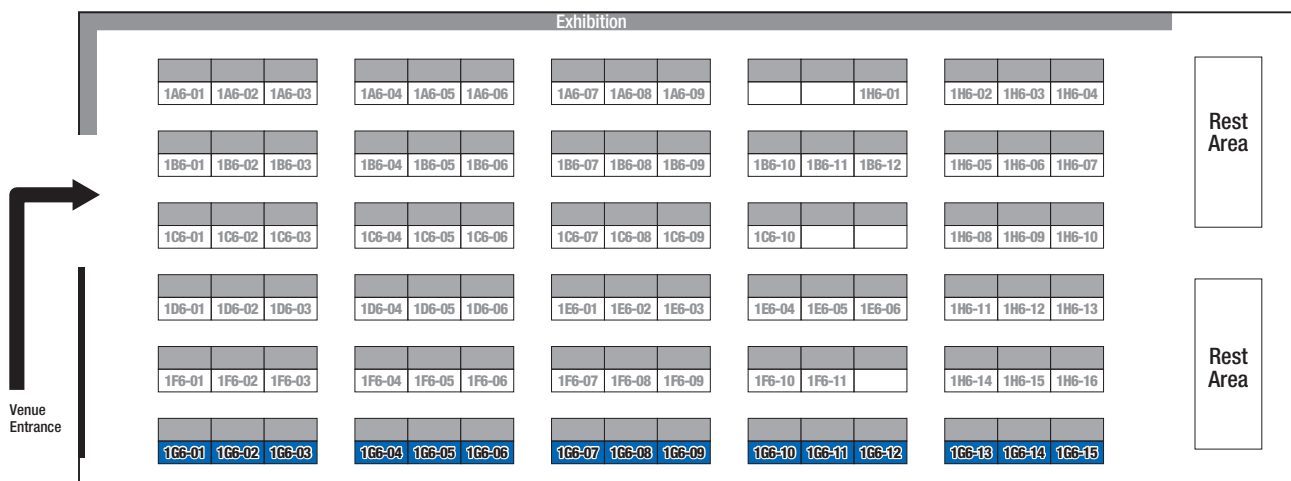 Exhibition
1A6-01 1A6-02 1A6-03 1A6-04 1A6-05 1A6-06 1A6-07 1A6-08 1A6-09 1H6-01 1H6-02 1H6-03 1H6-04
Rest
Area
1B6-01 1B6-02 1B6-03 1B6-04 1B6-05 1B6-06 1B6-07 1B6-08 1B6-09 1B6-10 1B6-11 1B6-12 1H6-05 1H6-06 1H6-07
1C6-01 1C6-02 1C6-03 1C6-04 1C6-05 1C6-06 1C6-07 1C6-08 1C6-09 1C6-10 1H6-08 1H6-09 1H6-10
1D6-01 1D6-02 1D6-03 1D6-04 1D6-05 1D6-06 1E6-01 1E6-02 1E6-03 1E6-04 1E6-05 1E6-06 1H6-11 1H6-12 1H6-13
Rest
Area
1F6-01 1F6-02 1F6-03 1F6-04 1F6-05 1F6-06 1F6-07 1F6-08 1F6-09 1F6-10 1F6-11 1H6-14 1H6-15 1H6-16
Venue
Entrance
1G6-01 1G6-02 1G6-03 1G6-04 1G6-05 1G6-06 1G6-07 1G6-08 1G6-09 1G6-10 1G6-11 1G6-12 1G6-13 1G6-14 1G6-15